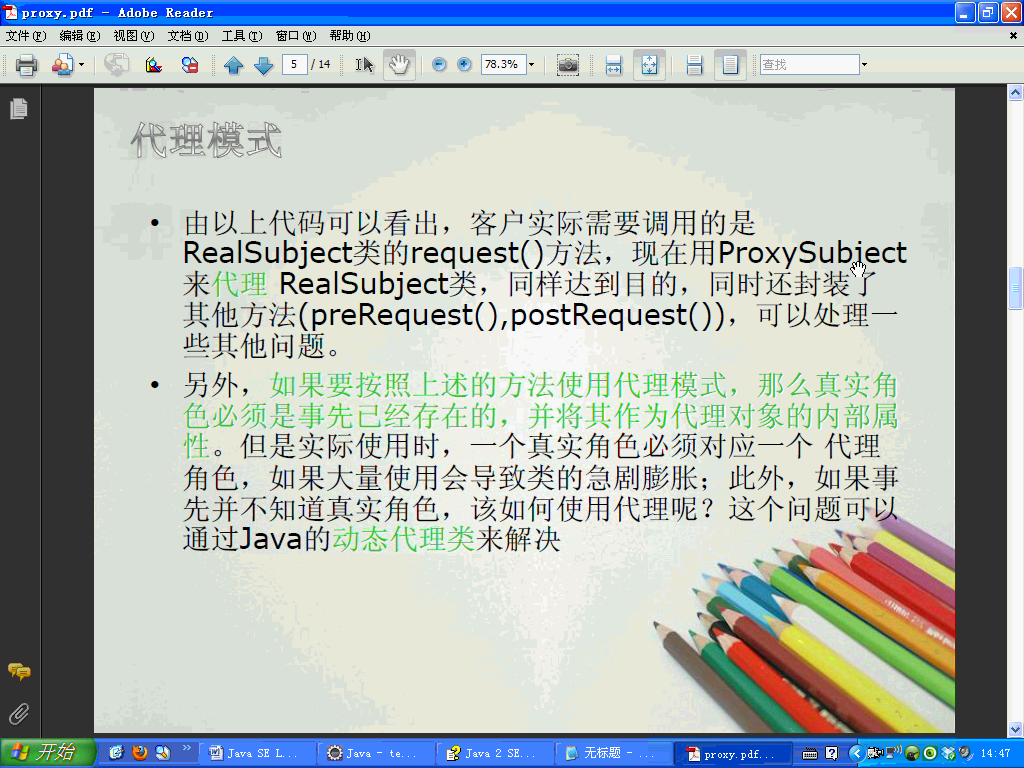 proxy.pdf - Adobe Reader
文件(F) 编辑(E) 视图(V) 文档(D) 工具(T) 窗口(W) 帮助(H)
5 / 14 78.3% 查找
代理模式
• 由以上代码可以看出，客户实际需要调用的是
RealSubject类的request()方法，现在用ProxySubject
来代理 RealSubject类，同样达到目的，同时还封装了
其他方法(preRequest(),postRequest())，可以处理一
些其他问题。
• 另外，如果要按照上述的方法使用代理模式，那么真实角
色必须是事先已经存在的，并将其作为代理对象的内部属
性。但是实际使用时，一个真实角色必须对应一个 代理
角色，如果大量使用会导致类的急剧膨胀；此外，如果事
先并不知道真实角色，该如何使用代理呢？这个问题可以
通过Java的动态代理类来解决
开始 Java SE L... Java - te... Java 2 SE... 无标题 - ... proxy.pdf... 14:47